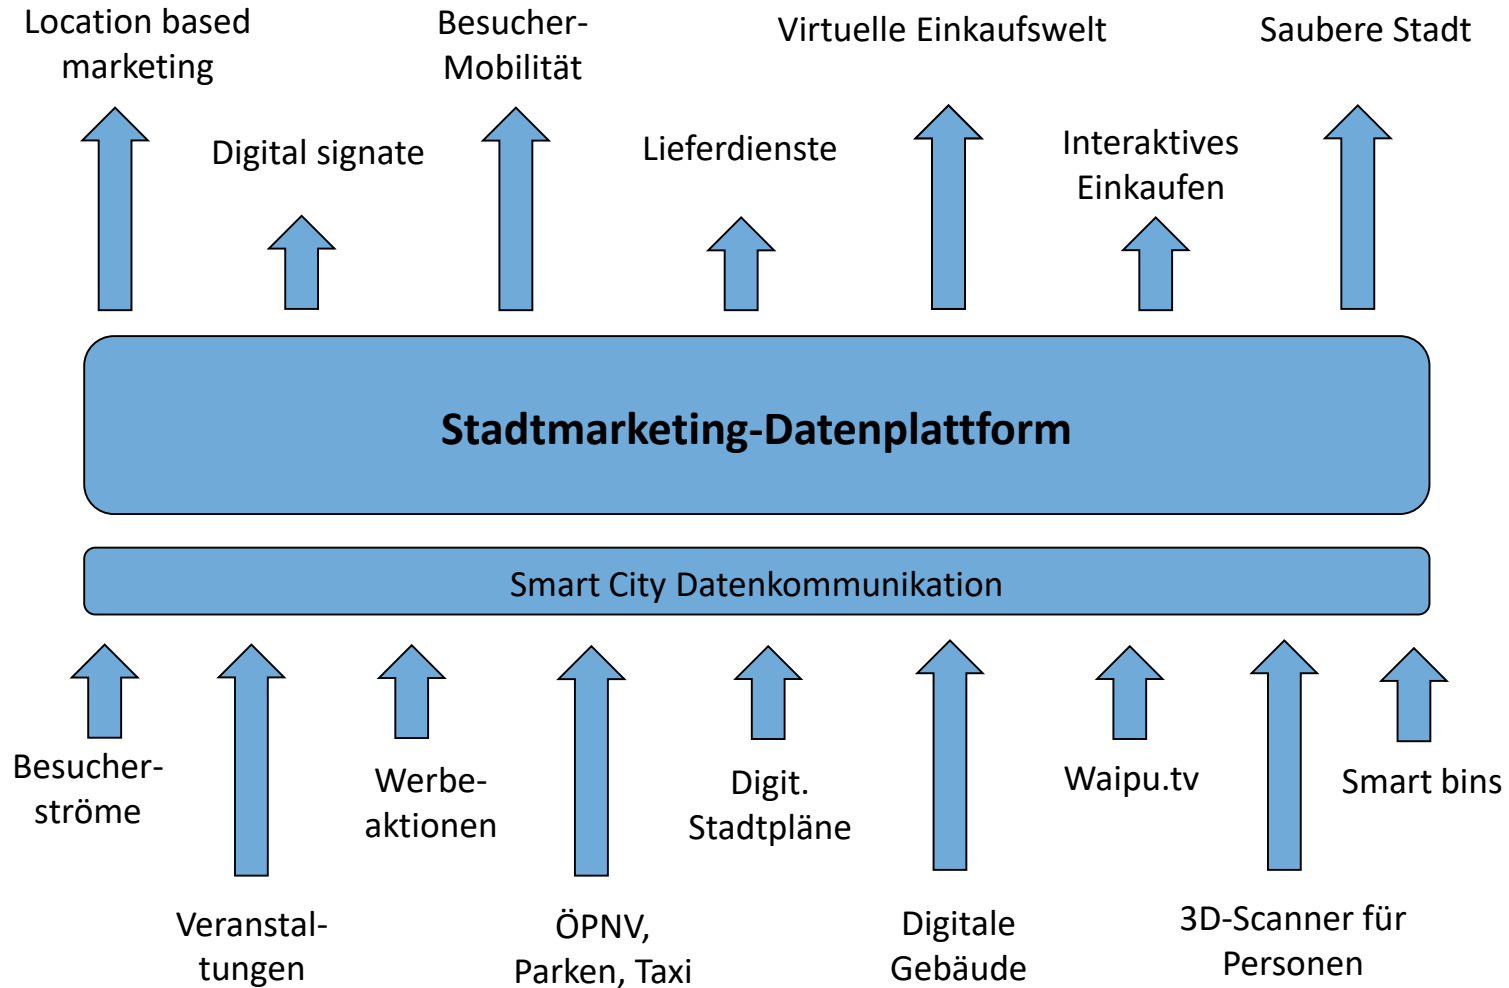 Location based
marketing
Besucher-
Mobilität
Virtuelle Einkaufswelt
Saubere Stadt
Digital signate
Lieferdienste
Interaktives
Einkaufen
Stadtmarketing-Datenplattform
Smart City Datenkommunikation
Besucher-
ströme
Werbe-
aktionen
Digit.
Stadtpläne
Waipu.tv
Smart bins
Veranstal-
tungen
ÖPNV,
Parken, Taxi
Digitale
Gebäude
3D-Scanner für
Personen